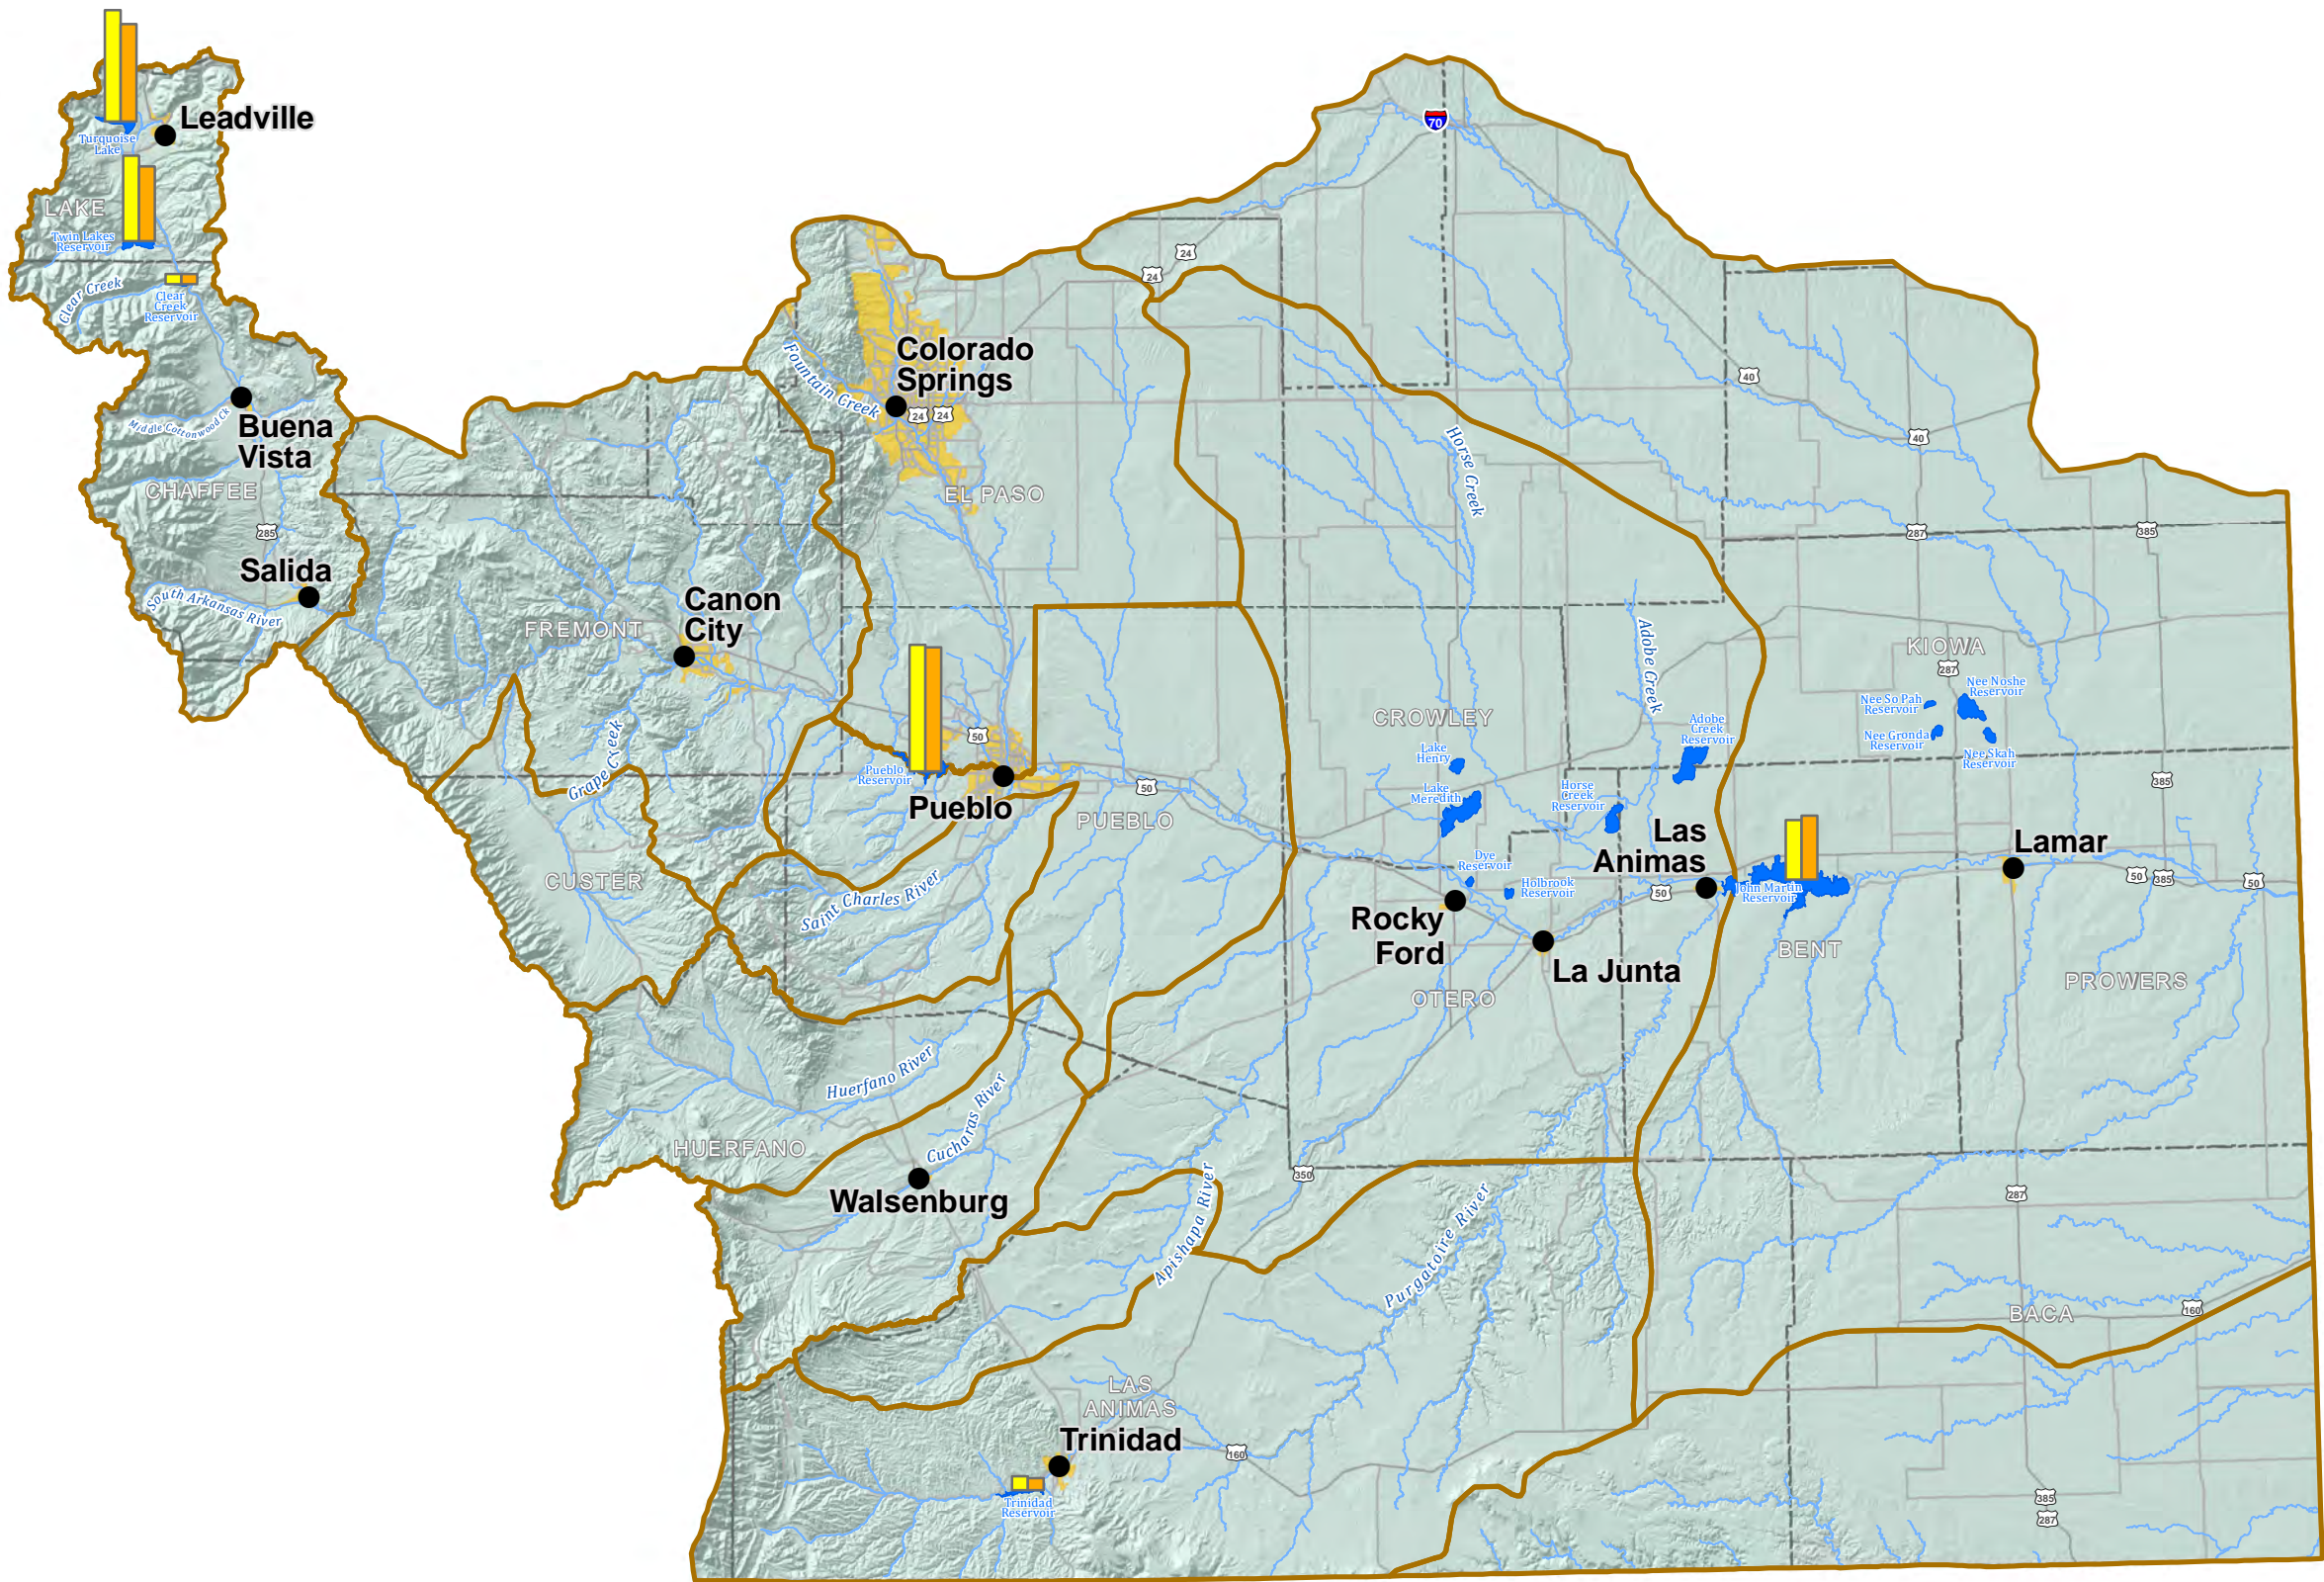 70
Leadville
Turquoise
Lake
LAKE
Twin Lakes
Reservoir
24
24
Clear Creek
Clear
Creek
Reservoir
Colorado
Springs
Fountain Creek
24
24
40
Buena
Vista
Middle Cottonwood Ck
40
Horse Creek
CHAFFEE
EL PASO
285
287
385
Salida
South Arkansas River
Canon
City
FREMONT
Adobe Creek
KIOWA
287
Nee Noshe
Reservoir
Nee So Pah
Reservoir
CROWLEY
Adobe
Creek
Reservoir
Nee Gronda
Reservoir
Nee Skah
Reservoir
Grape Creek
50
Lake
Henry
Pueblo
Reservoir
385
Pueblo
50
Lake
Meredith
Horse
Creek
Reservoir
PUEBLO
Las
Animas
Lamar
Dye
Reservoir
CUSTER
Saint Charles River
Holbrook
Reservoir
50
John Martin
Reservoir
50
385
50
Rocky
Ford
BENT
La Junta
PROWERS
OTERO
Huerfano River
Cucharas River
HUERFANO
Walsenburg
350
287
Apishapa River
Purgatoire River
160
BACA
LAS
ANIMAS
Trinidad
160
Trinidad
Reservoir
385
287